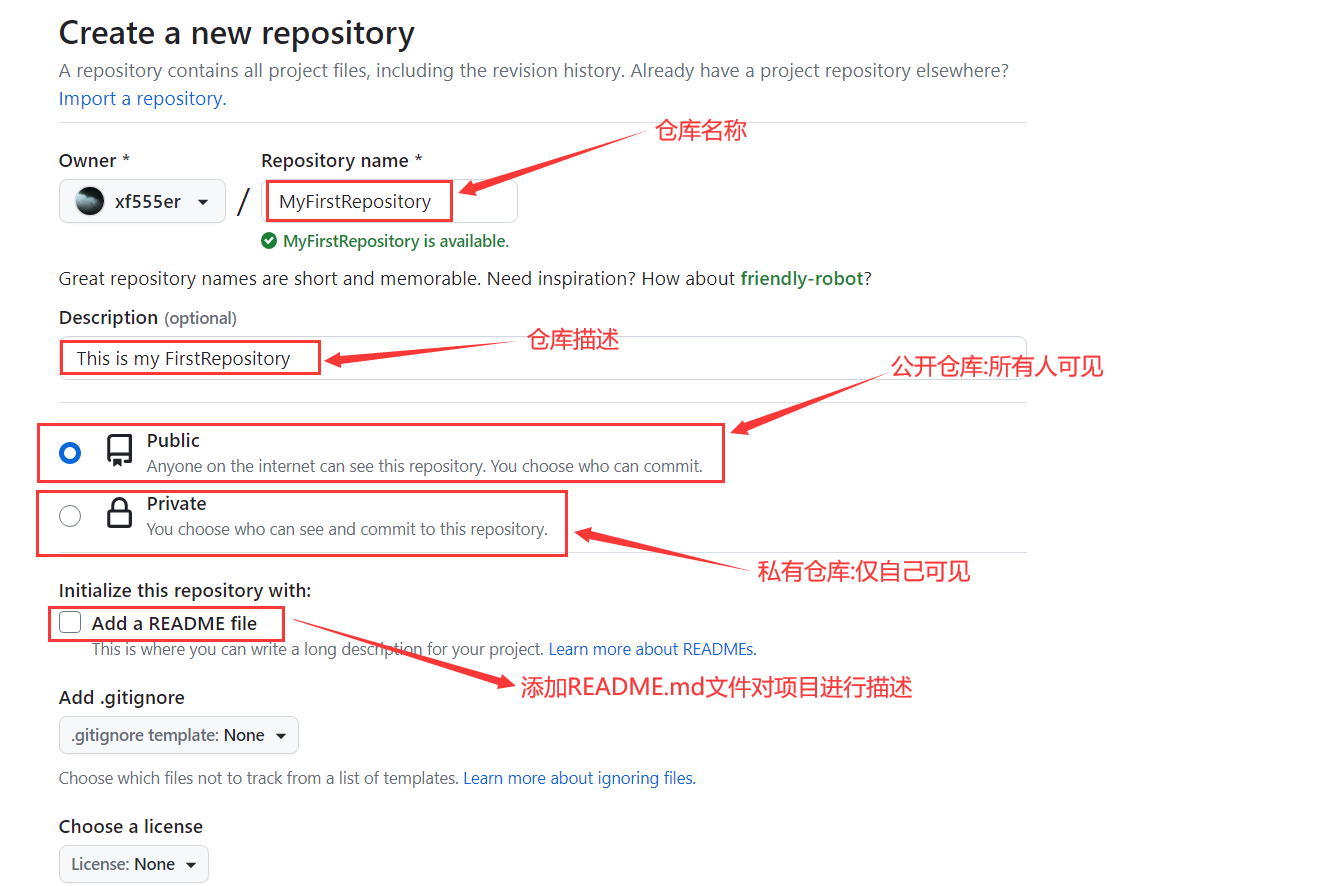 Create a new repository
A repository contains all project files, including the revision history. Already have a project repository elsewhere?
Import a repository.
仓库名称
Owner *
Repository name *
xf555er
/
MyFirstRepository
MyFirstRepository is available.
Great repository names are short and memorable. Need inspiration? How about friendly-robot?
Description (optional)
仓库描述
This is my FirstRepository
公开仓库:所有人可见
Public
Anyone on the internet can see this repository. You choose who can commit.
Private
You choose who can see and commit to this repository.
私有仓库:仅自己可见
Initialize this repository with:
Add a README file
This is where you can write a long description for your project. Learn more about READMEs.
添加README.md文件对项目进行描述
Add .gitignore
.gitignore template: None
Choose which files not to track from a list of templates. Learn more about ignoring files.
Choose a license
License: None